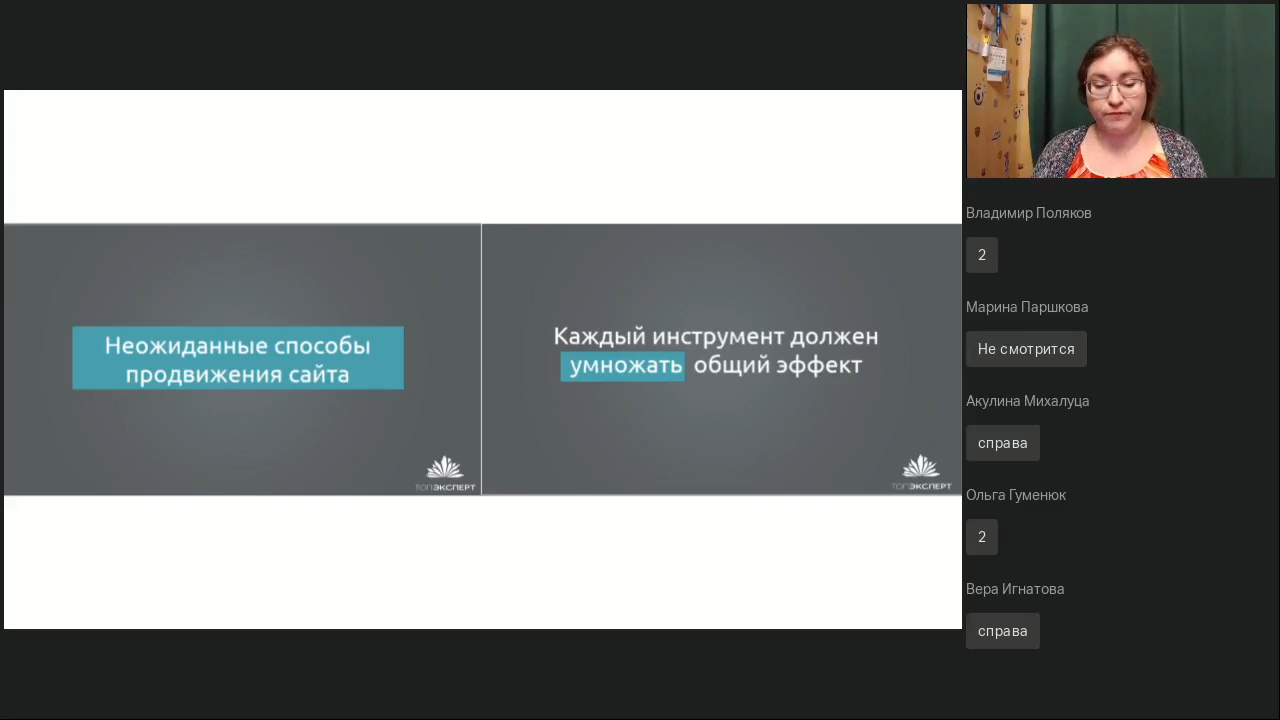 Неожиданные способы
продвижения сайта
ТОПЭКСПЕРТ
Каждый инструмент должен
умножать общий эффект
ТОПЭКСПЕРТ
Владимир Поляков
2
Марина Паршкова
Не смотрится
Акулина Михалуца
справа
Ольга Гуменюк
2
Вера Игнатова
справа